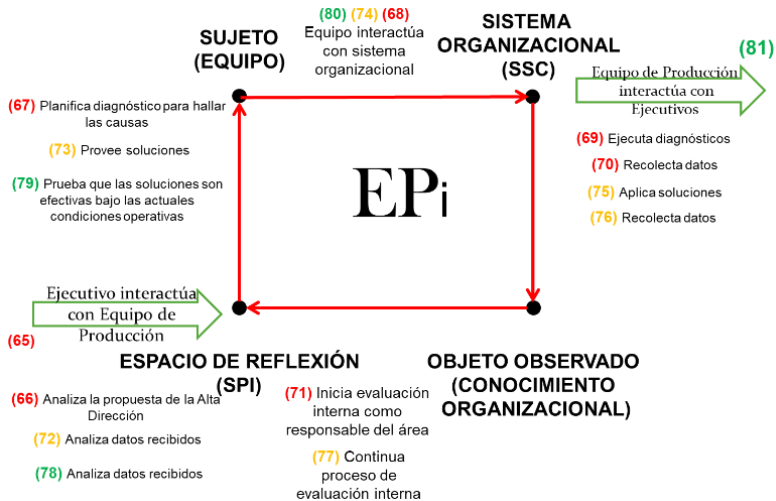 (80) (74) (68)
Equipo interactúa
con sistema
organizacional
SUJETO
(EQUIPO)
SISTEMA
ORGANIZACIONAL
(SSC)
(81)
Equipo de Producción
interactúa con
Ejecutivos
(67) Planifica diagnóstico para hallar
las causas
(73) Provee soluciones
(79) Prueba que las soluciones son
efectivas bajo las actuales
condiciones operativas
EPi
(69) Ejecuta diagnósticos
(70) Recolecta datos
(75) Aplica soluciones
(76) Recolecta datos
Ejecutivo interactúa
con Equipo de
Producción
(65)
ESPACIO DE REFLEXIÓN
(SPI)
OBJETO OBSERVADO
(CONOCIMIENTO
ORGANIZACIONAL)
(66) Analiza la propuesta de la Alta
Dirección
(72) Analiza datos recibidos
(78) Analiza datos recibidos
(71) Inicia evaluación
interna como
responsable del área
(77) Continua
proceso de
evaluación interna